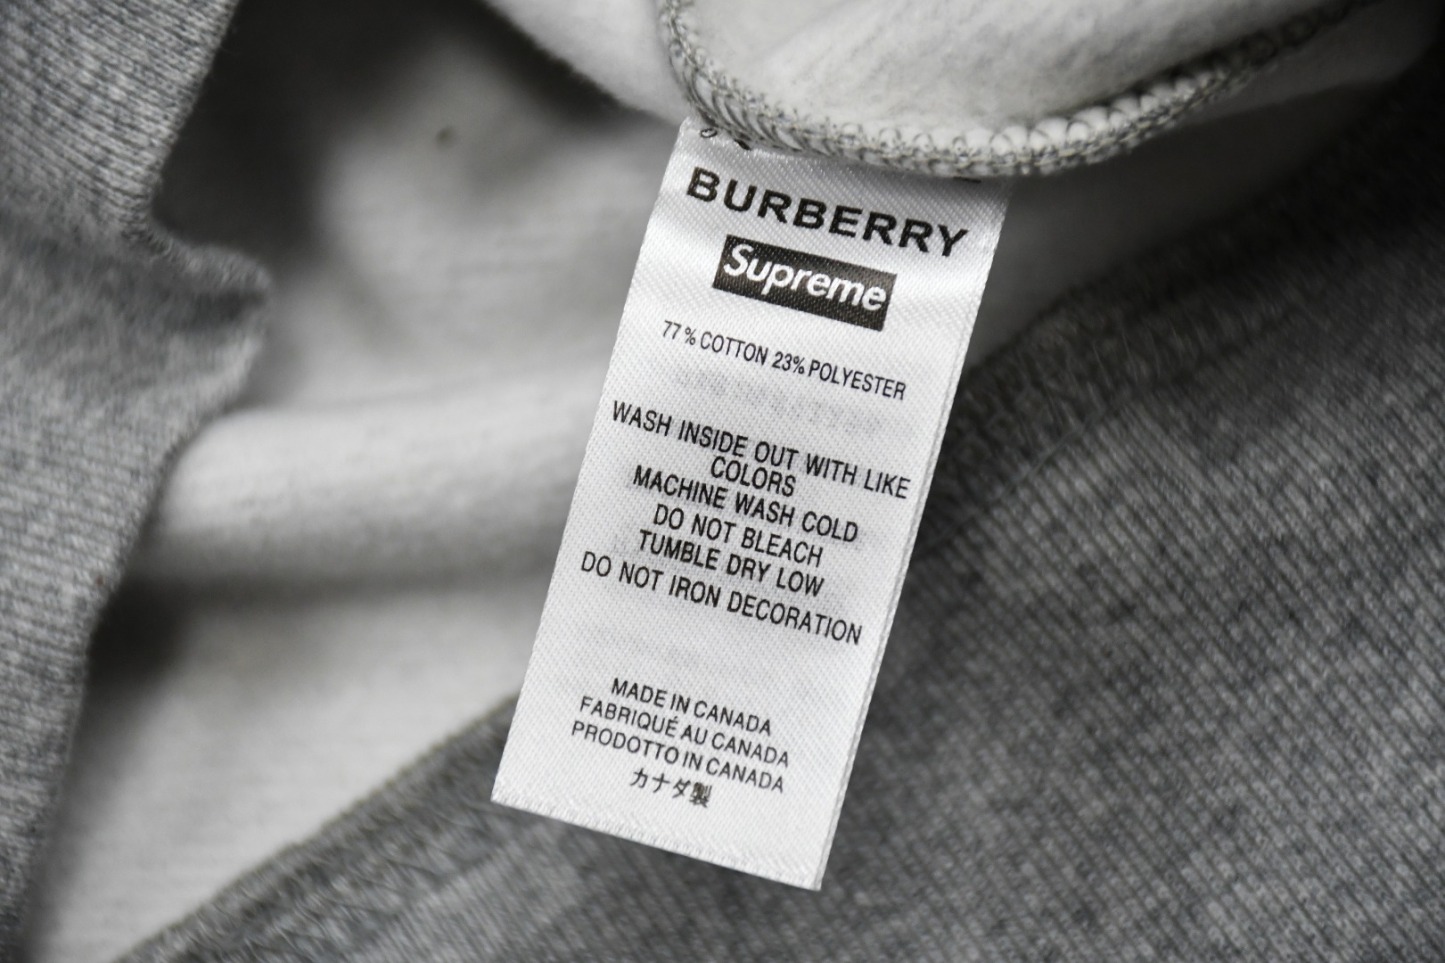 BURBERRY
Supreme
77% COTTON 23% POLYESTER
WASH INSIDE OUT WITH LIKE
COLORS
MACHINE WASH COLD
DO NOT BLEACH
TUMBLE DRY LOW
DO NOT IRON DECORATION
MADE IN CANADA
FABRIQUÉ AU CANADA
PRODOTTO IN CANADA
カナダ製